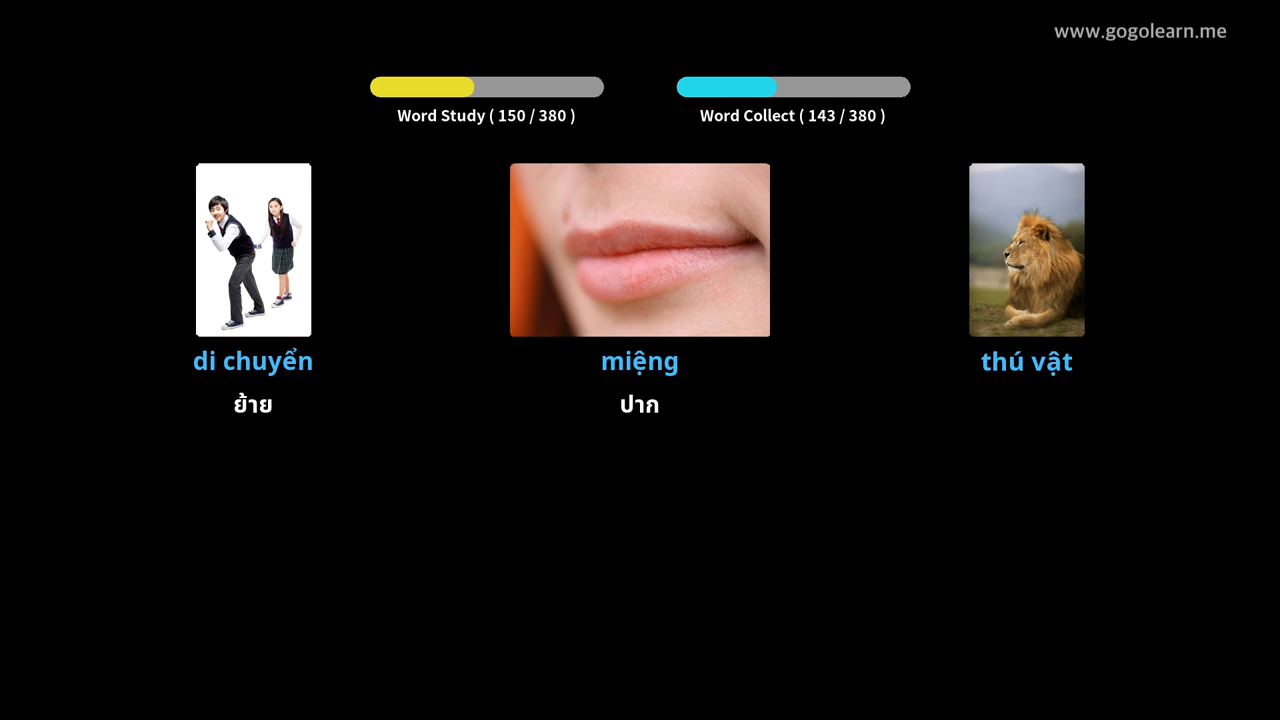 www.gogolearn.me
Word Study ( 150 / 380 )
Word Collect ( 143 / 380 )
di chuyển
miệng
thú vật
ย้าย
ปาก